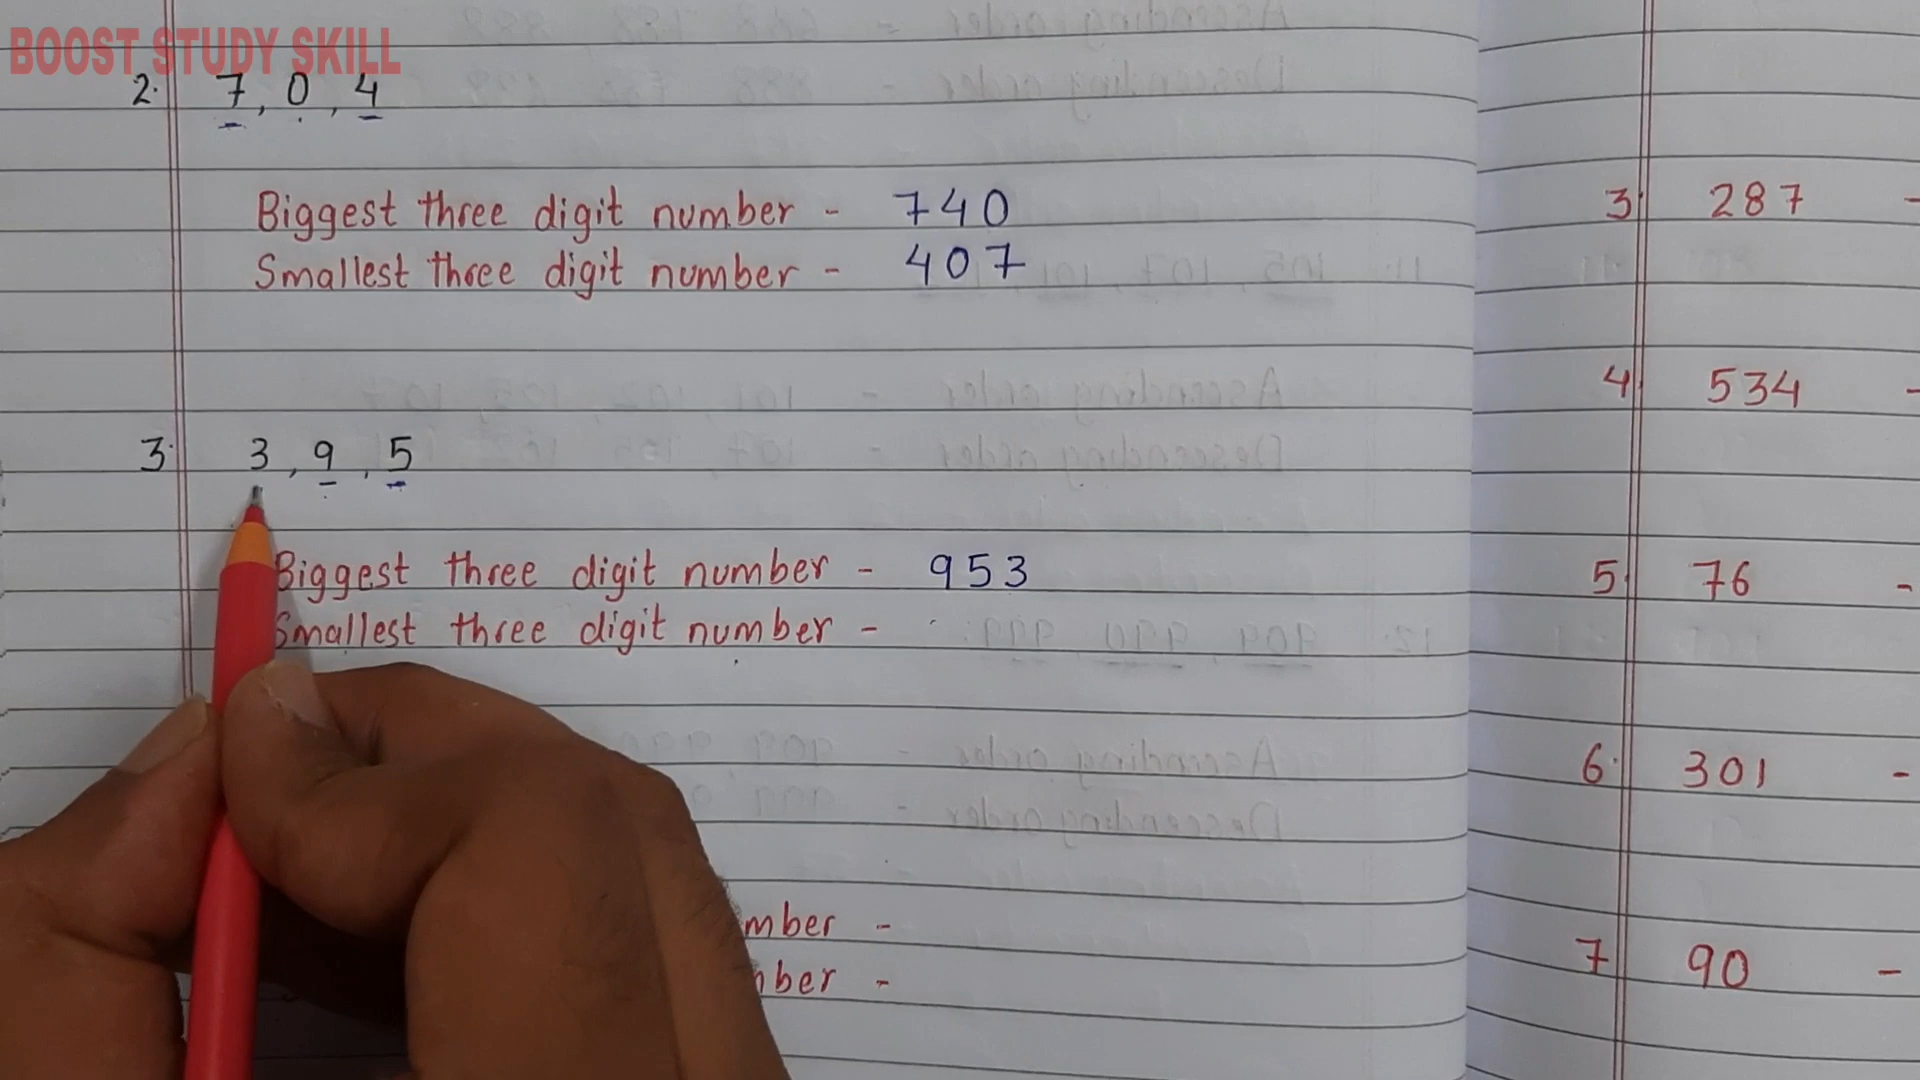 BOOST STUDY SKILL
2. 7, 0, 4
Biggest three digit number - 740
Smallest three digit number - 407
3. 3, 9, 5
Biggest three digit number - 953
Smallest three digit number -
mber -
ber -
3. 287 -
4. 534 -
5. 76 -
6. 301 -
7 90 -